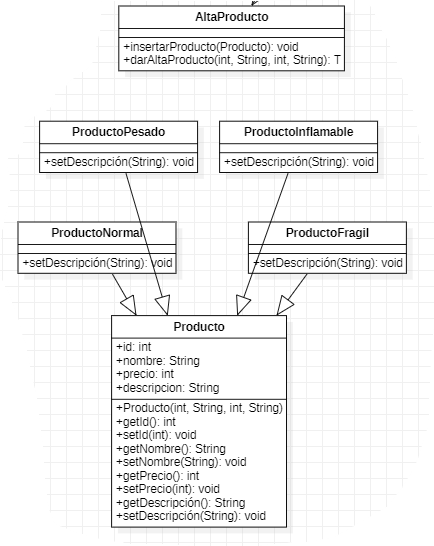 AltaProducto
+insertarProducto(Producto): void
+darAltaProducto(int, String, int, String): T
ProductoPesado
+setDescripción(String): void
ProductoInflamable
+setDescripción(String): void
ProductoNormal
+setDescripción(String): void
ProductoFragil
+setDescripción(String): void
Producto
+id: int
+nombre: String
+precio: int
+descripcion: String
+Producto(int, String, int, String)
+getId(): int
+setId(int): void
+getNombre(): String
+setNombre(String): void
+getPrecio(): int
+setPrecio(int): void
+getDescripción(): String
+setDescripción(String): void